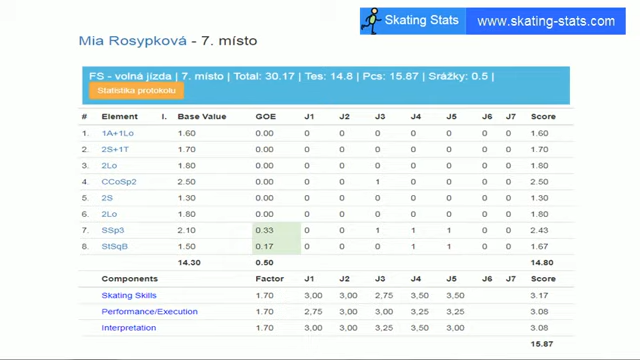 Skating Stats
www.skating-stats.com
Mia Rosypková - 7. místo
FS - volná jízda | 7. místo | Total: 30.17 | Tes: 14.8 | Pcs: 15.87 | Srážky: 0.5 |
Statistika protokolu
# Element I. Base Value GOE J1 J2 J3 J4 J5 J6 J7 Score
1. 1A+1Lo 1.60 0.00 0 0 0 0 0 0 0 1.60
2. 2S+1T 1.70 0.00 0 0 0 0 0 0 0 1.70
3. 2Lo 1.80 0.00 0 0 0 0 0 0 0 1.80
4. CCoSp2 2.50 0.00 0 0 1 0 0 0 0 2.50
5. 2S 1.30 0.00 0 0 0 0 0 0 0 1.30
6. 2Lo 1.80 0.00 0 0 0 0 0 0 0 1.80
7. SSp3 2.10 0.33 0 0 1 1 1 0 0 2.43
8. StSqB 1.50 0.17 0 0 0 1 1 0 0 1.67
14.30 0.50 14.80
Components Factor J1 J2 J3 J4 J5 J6 J7 Score
Skating Skills 1.70 3,00 3,00 2,75 3,50 3,50 3.17
Performance/Execution 1.70 2,75 3,00 3,00 3,25 3,25 3.08
Interpretation 1.70 3,00 3,00 3,25 3,50 3,00 3.08
15.87